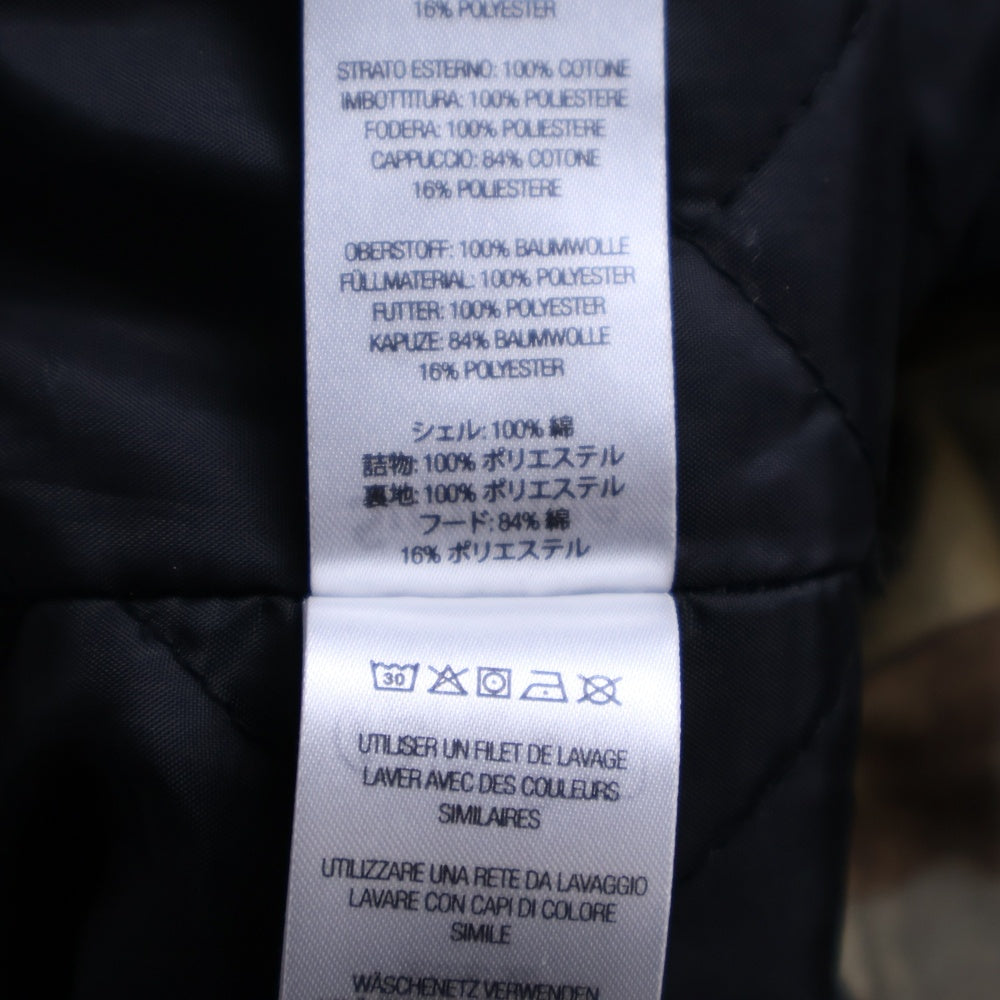 16% POLYESTER
STRATO ESTERNO: 100% COTONE
IMBOTTITURA: 100% POLIESTERE
FODERA: 100% POLIESTERE
CAPPUCCIO: 84% COTONE
16% POLIESTERE
OBERSTOFF: 100% BAUMWOLLE
FÜLLMATERIAL: 100% POLYESTER
FUTTER: 100% POLYESTER
KAPUZE: 84% BAUMWOLLE
16% POLYESTER
シェル: 100% 綿
詰物: 100% ポリエステル
裏地: 100% ポリエステル
フード: 84% 綿
16% ポリエステル
30
UTILISER UN FILET DE LAVAGE
LAVER AVEC DES COULEURS
SIMILAIRES
UTILIZZARE UNA RETE DA LAVAGGIO
LAVARE CON CAPI DI COLORE
SIMILE
WÄSCHENETZ VERWENDEN